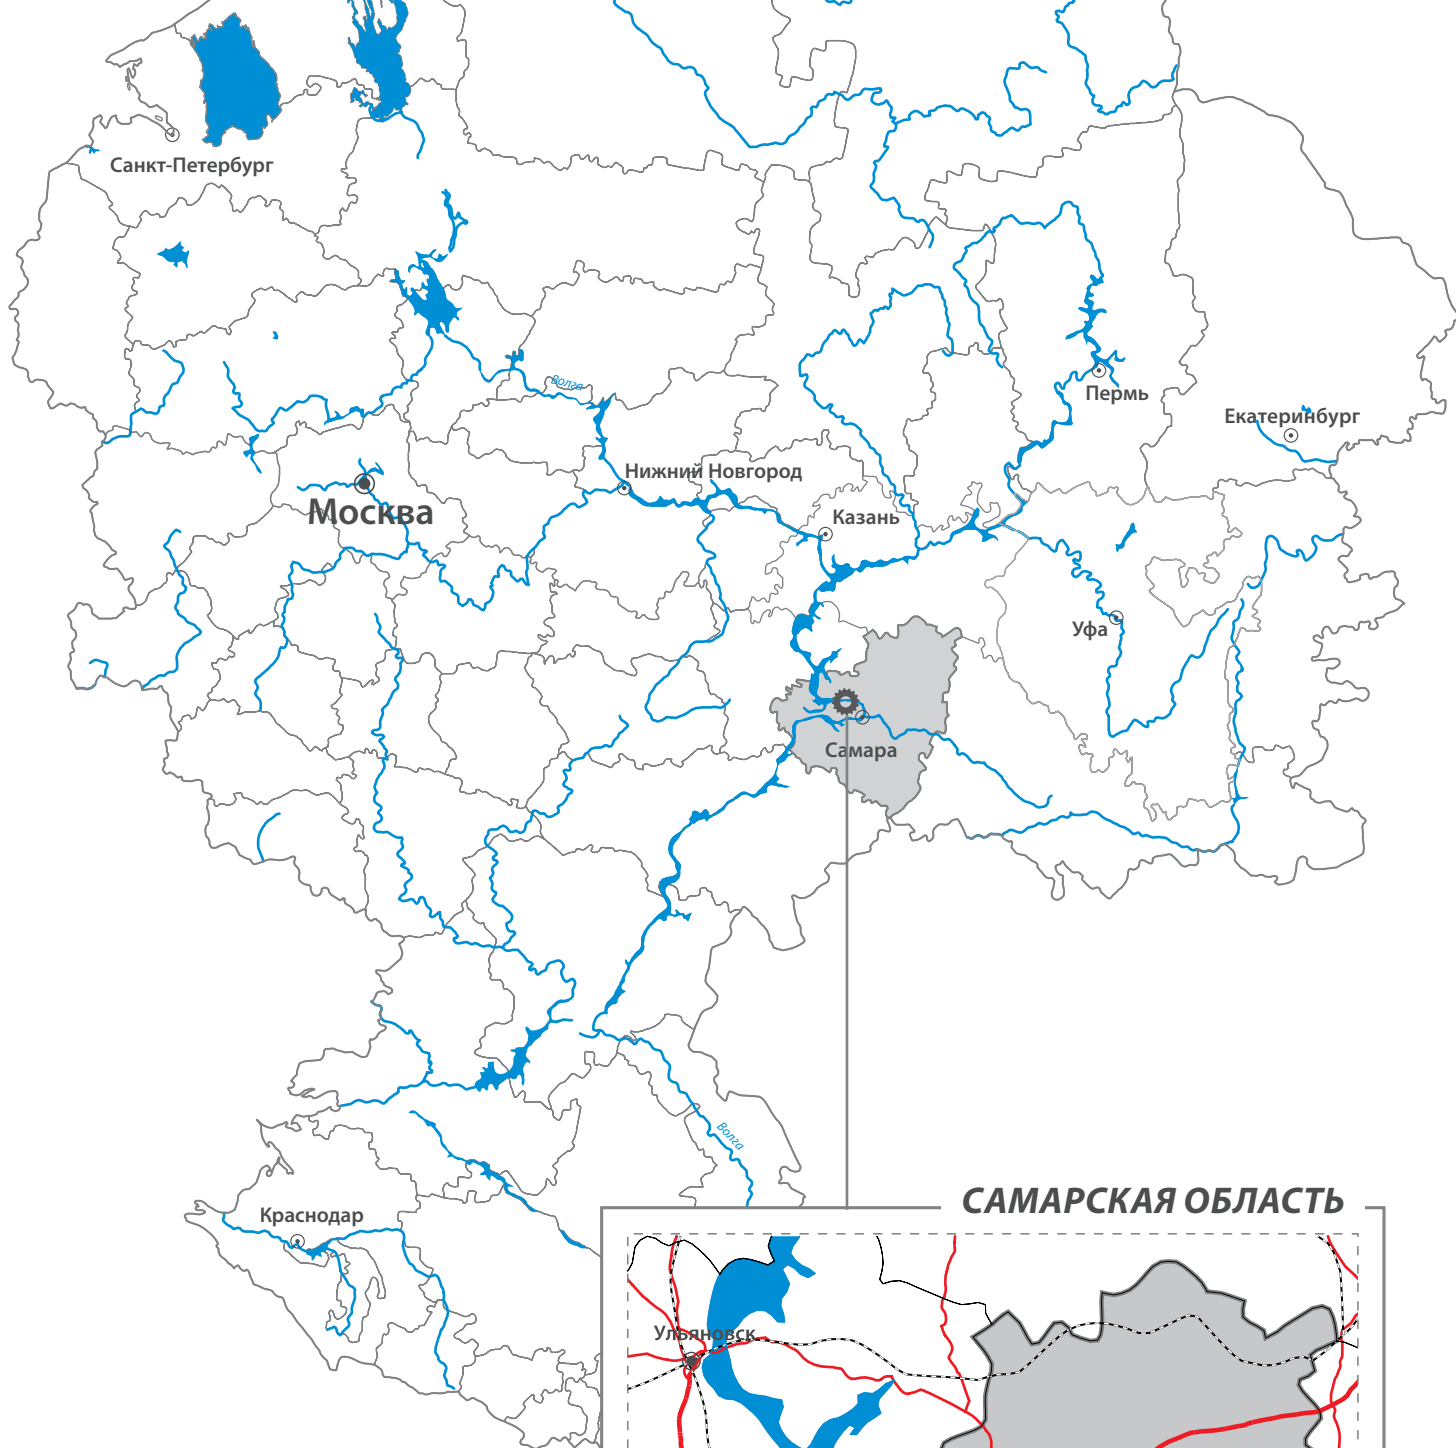 Санкт-Петербург
Волга
Пермь
Екатеринбург
Нижний Новгород
Москва
Казань
Уфа
Самара
Волга
САМАРСКАЯ ОБЛАСТЬ
Краснодар
Ульяновск